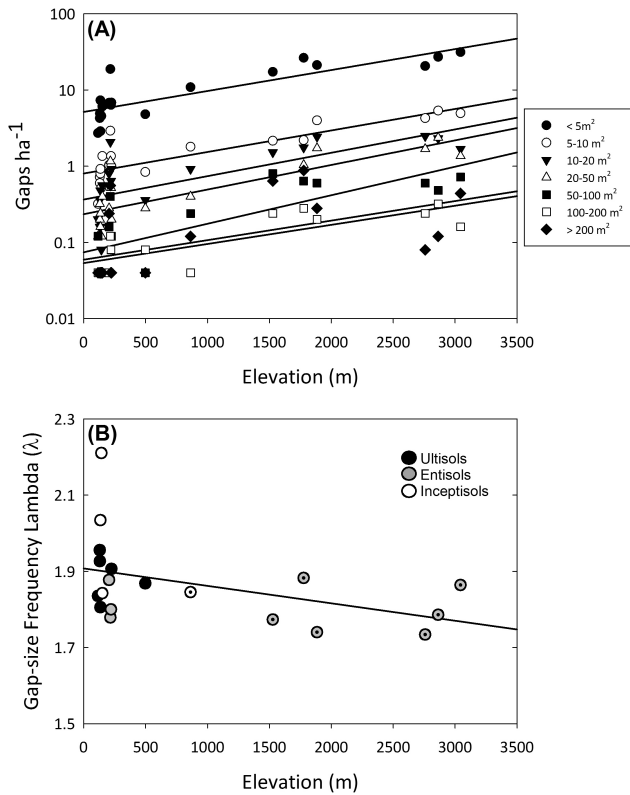 100
(A)
10
1
0.1
0.01
Gaps ha⁻¹
0 500 1000 1500 2000 2500 3000 3500
Elevation (m)
< 5m²
5-10 m²
10-20 m²
20-50 m²
50-100 m²
100-200 m²
> 200 m²
2.3
(B)
2.1
1.9
1.7
1.5
Gap-size Frequency Lambda (λ)
Ultisols
Entisols
Inceptisols
0 500 1000 1500 2000 2500 3000 3500
Elevation (m)